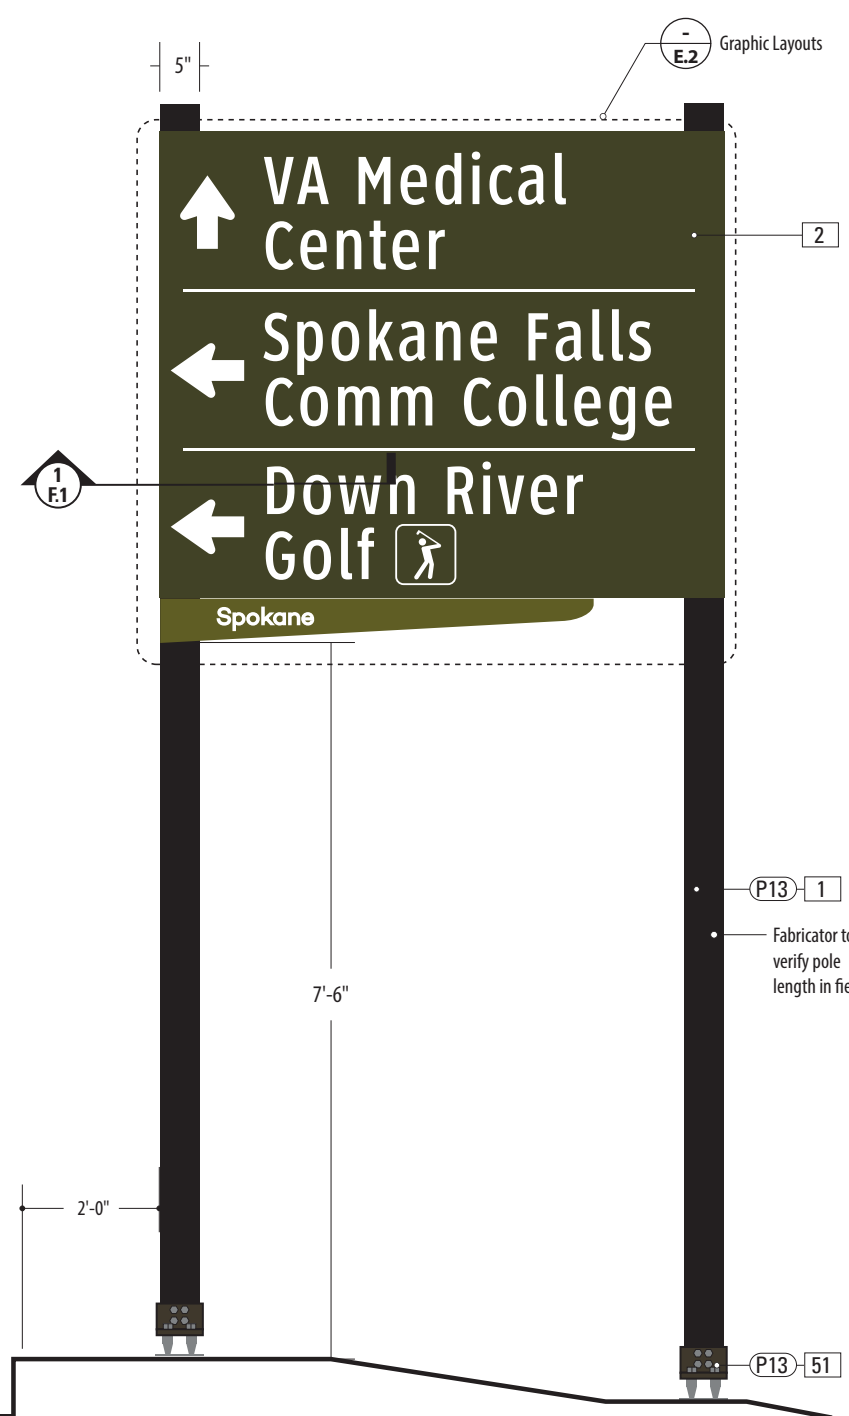 -
E.2
Graphic Layouts
5"
VA Medical
Center
2
Spokane Falls
Comm College
1
F.1
Down River
Golf
Spokane
P13 1
Fabricator to
verify pole
length in fie
7'-6"
2'-0"
P13 51